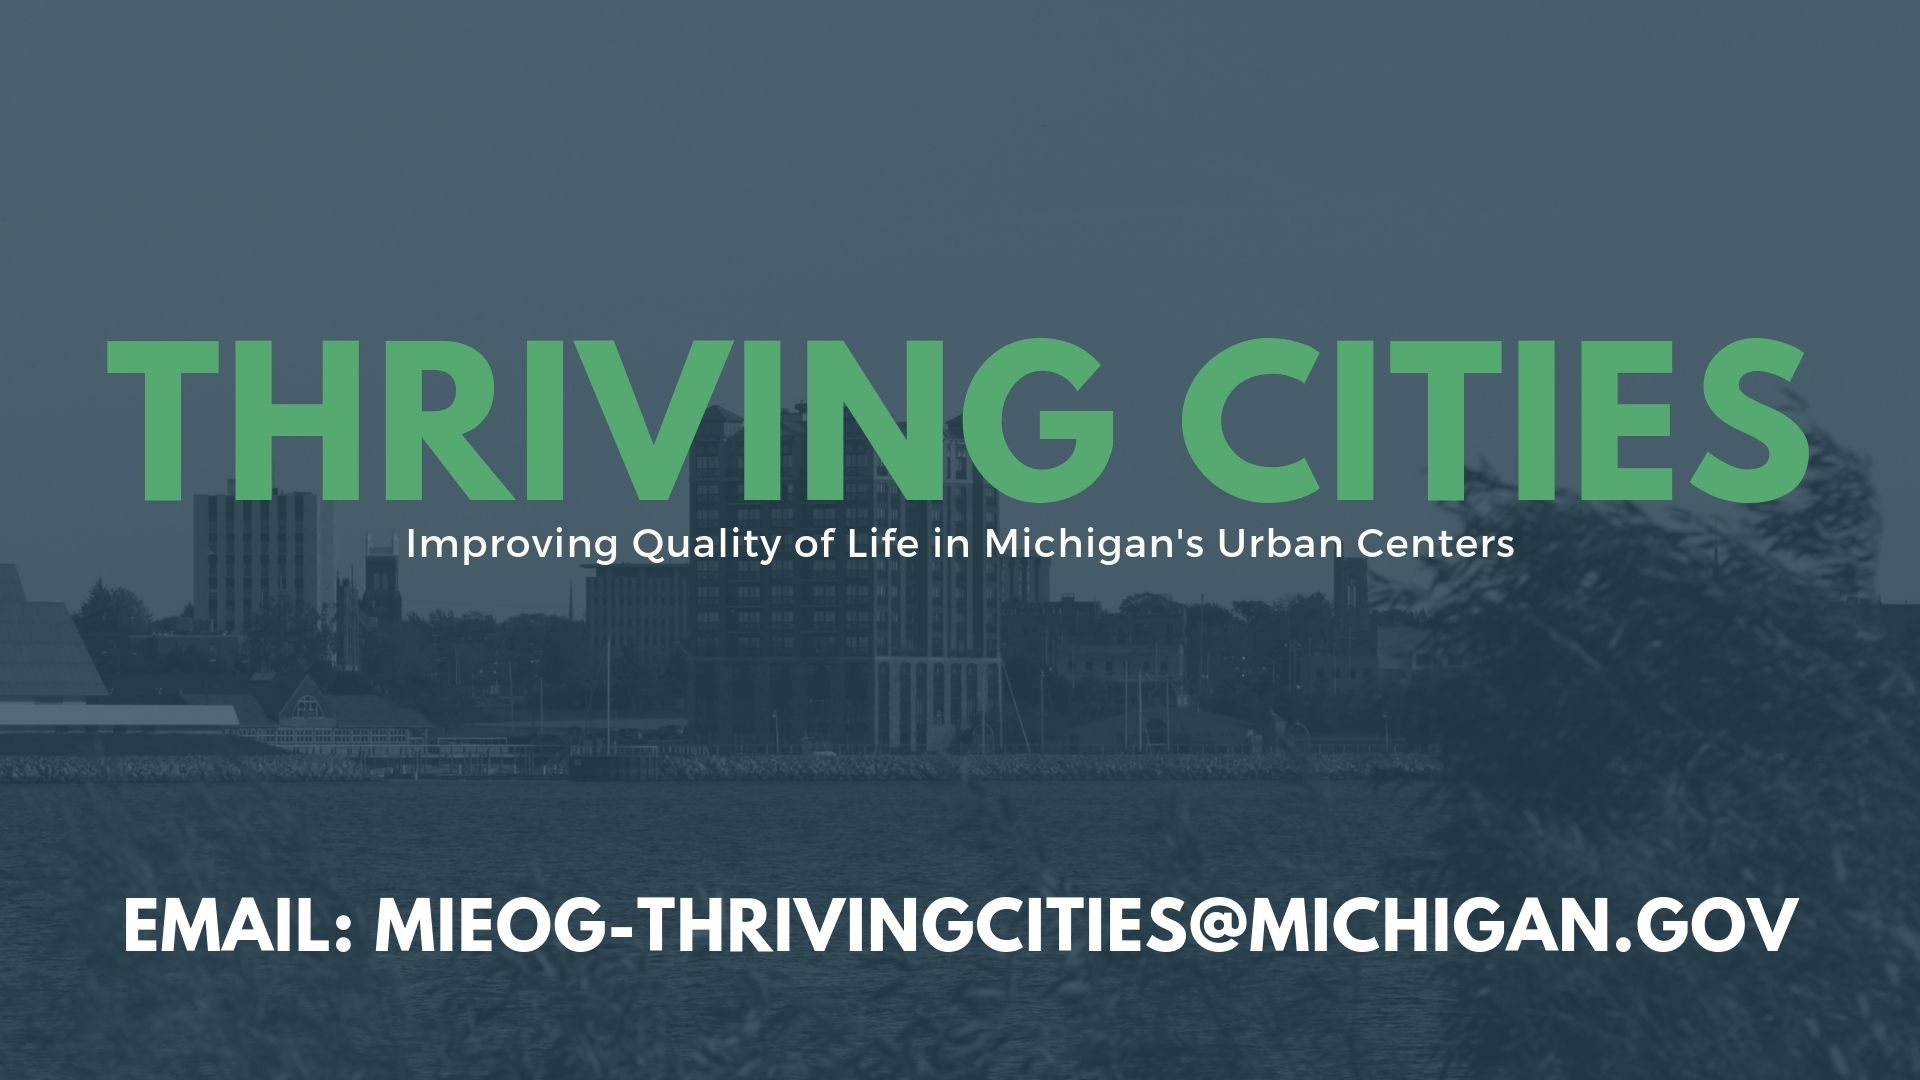 THRIVING CITIES
Improving Quality of Life in Michigan's Urban Centers
EMAIL: MIEOG-THRIVINGCITIES@MICHIGAN.GOV